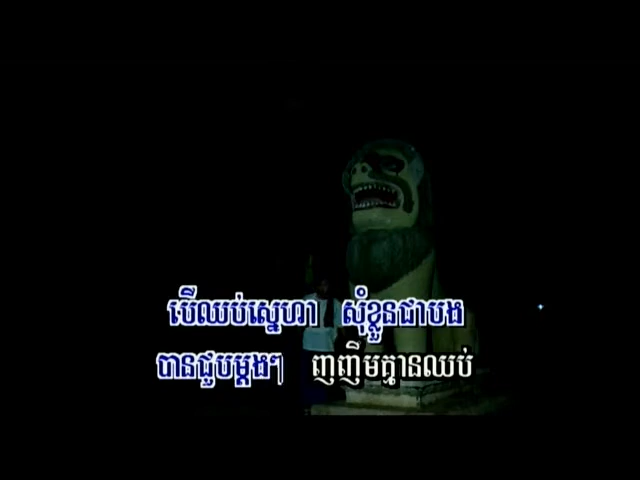 បើឈប់ស្នេហា សុំខ្លួនជាបង
បានជួបម្ដងៗ ញញឹមគ្មានឈប់